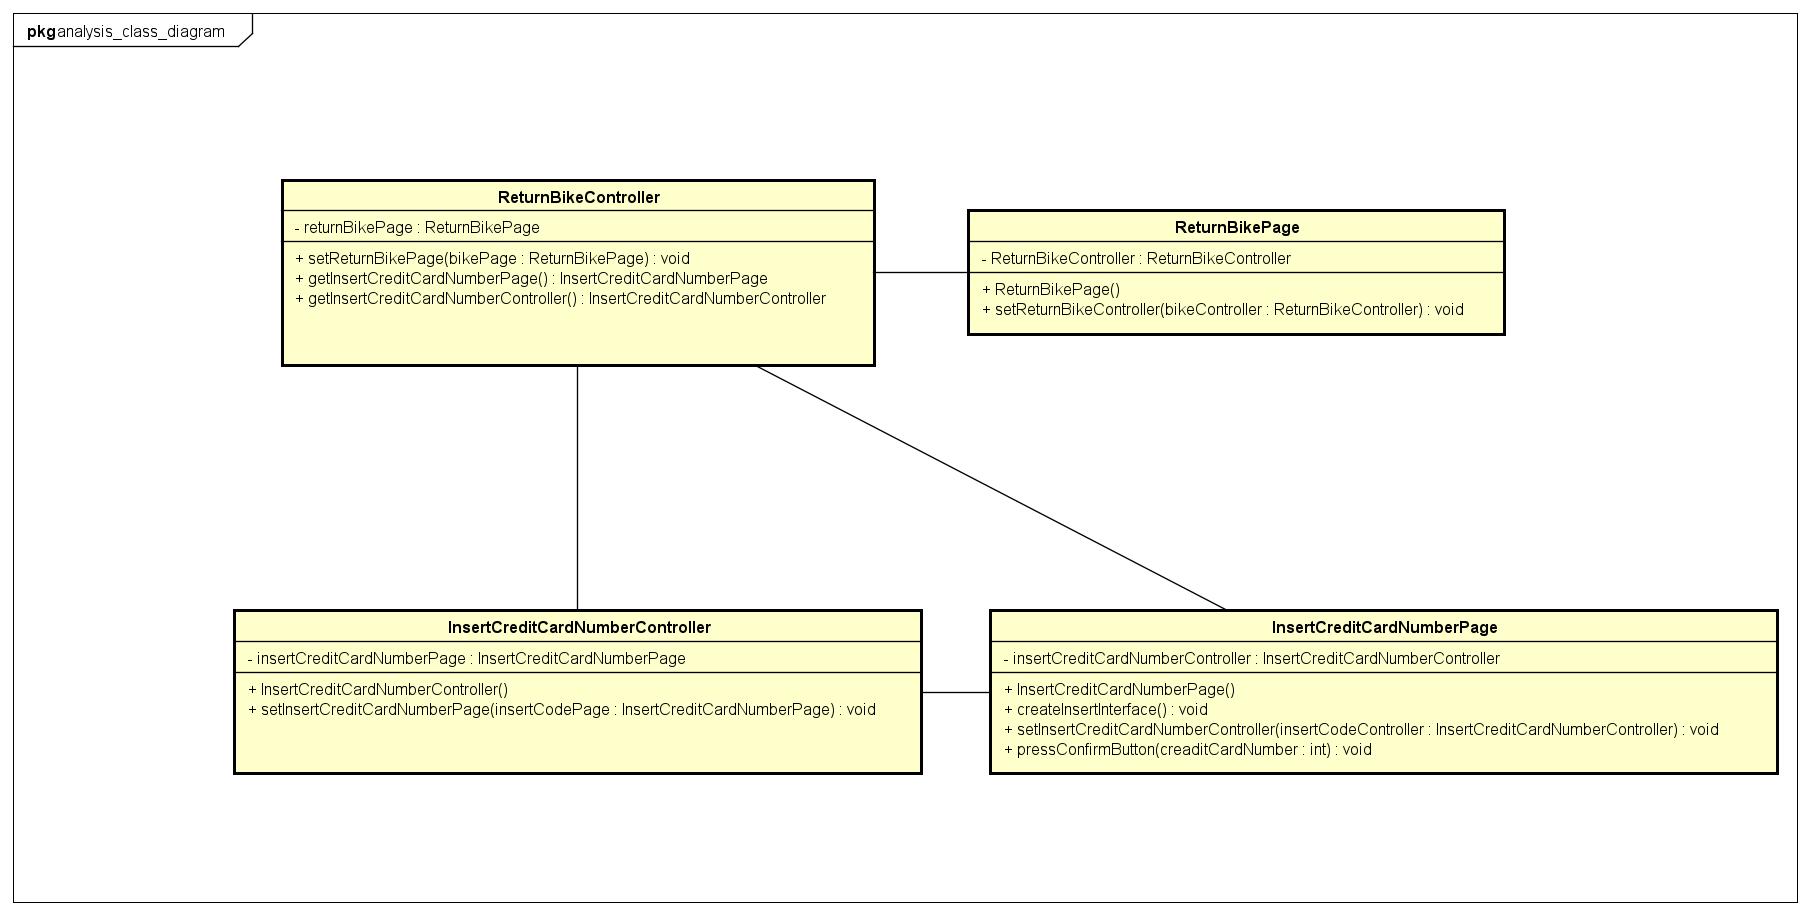 pkg analysis_class_diagram
ReturnBikeController
- returnBikePage : ReturnBikePage
+ setReturnBikePage(bikePage : ReturnBikePage) : void
+ getInsertCreditCardNumberPage() : InsertCreditCardNumberPage
+ getInsertCreditCardNumberController() : InsertCreditCardNumberController
ReturnBikePage
- ReturnBikeController : ReturnBikeController
+ ReturnBikePage()
+ setReturnBikeController(bikeController : ReturnBikeController) : void
InsertCreditCardNumberController
- insertCreditCardNumberPage : InsertCreditCardNumberPage
+ InsertCreditCardNumberController()
+ setInsertCreditCardNumberPage(insertCodePage : InsertCreditCardNumberPage) : void
InsertCreditCardNumberPage
- insertCreditCardNumberController : InsertCreditCardNumberController
+ InsertCreditCardNumberPage()
+ createInsertInterface() : void
+ setInsertCreditCardNumberController(insertCodeController : InsertCreditCardNumberController) : void
+ pressConfirmButton(creaditCardNumber : int) : void